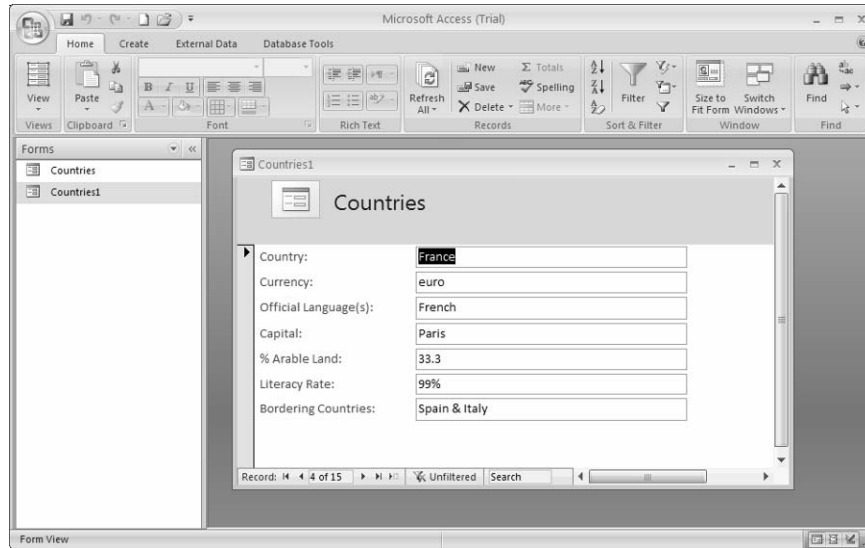 Microsoft Access (Trial)
Home Create External Data Database Tools
View
Paste
B I U
A
Refresh All
New
Save
Delete
Σ Totals
Spelling
More
Filter
Size to Fit Form
Switch Windows
Find
Views Clipboard Font Rich Text Records Sort & Filter Window Find
Forms
Countries
Countries1
Countries1
Countries
Country: France
Currency: euro
Official Language(s): French
Capital: Paris
% Arable Land: 33.3
Literacy Rate: 99%
Bordering Countries: Spain & Italy
Record: 4 of 15 Unfiltered Search
Form View